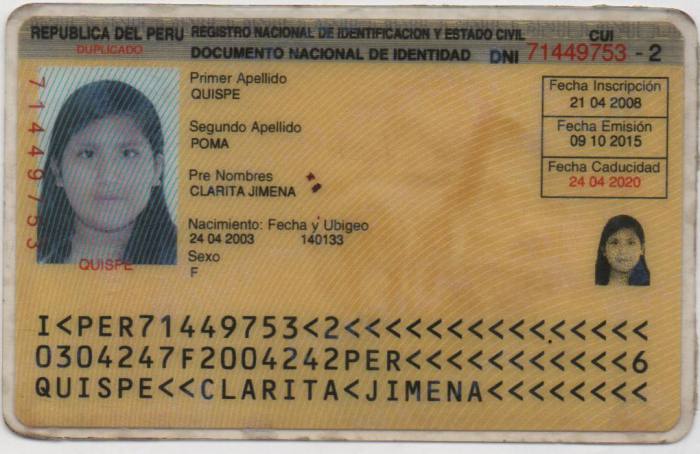 REPUBLICA DEL PERU REGISTRO NACIONAL DE IDENTIFICACION Y ESTADO CIVIL CUI
DUPLICADO DOCUMENTO NACIONAL DE IDENTIDAD DNI 71449753 - 2
71449753
Primer Apellido
QUISPE
Segundo Apellido
POMA
Pre Nombres
CLARITA JIMENA
Nacimiento: Fecha y Ubigeo
24 04 2003 140133
Sexo
F
QUISPE
Fecha Inscripción
21 04 2008
Fecha Emisión
09 10 2015
Fecha Caducidad
24 04 2020
I<PER71449753<2<<<<<<<<<<<<<<<
0304247F2004242PER<<<<<<<<<<<6
QUISPE<<CLARITA<JIMENA<<<<<<<<